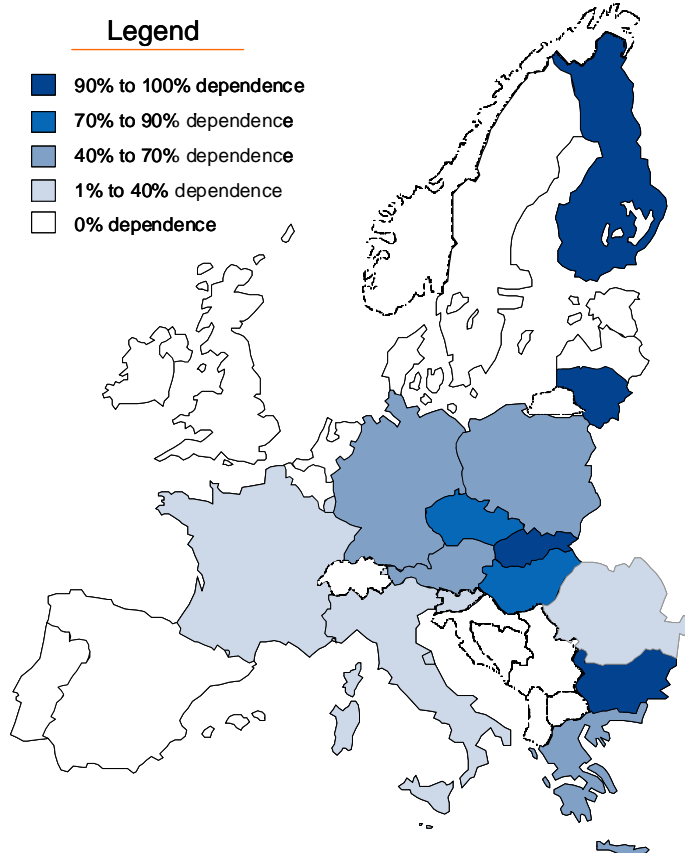 Legend
90% to 100% dependence
70% to 90% dependence
40% to 70% dependence
1% to 40% dependence
0% dependence